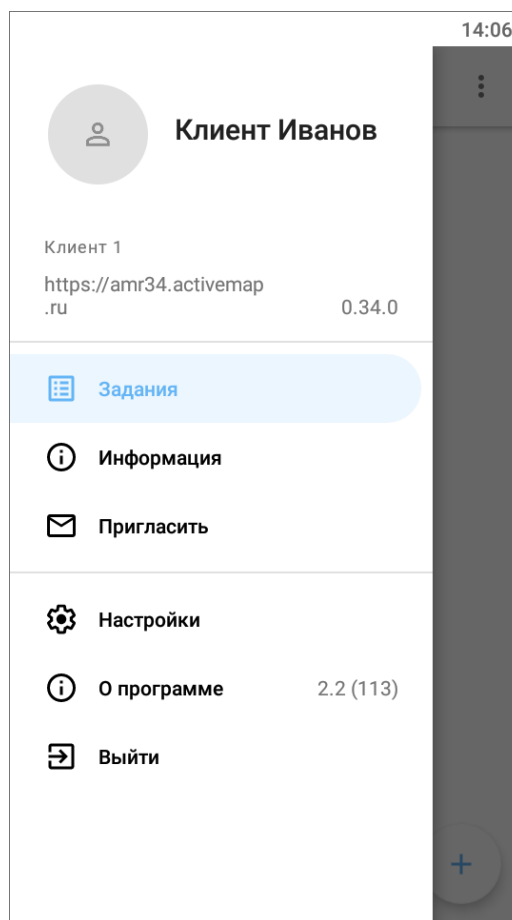 14:06
Клиент Иванов
Клиент 1
https://amr34.activemap
.ru
0.34.0
Задания
Информация
Пригласить
Настройки
О программе 2.2 (113)
Выйти